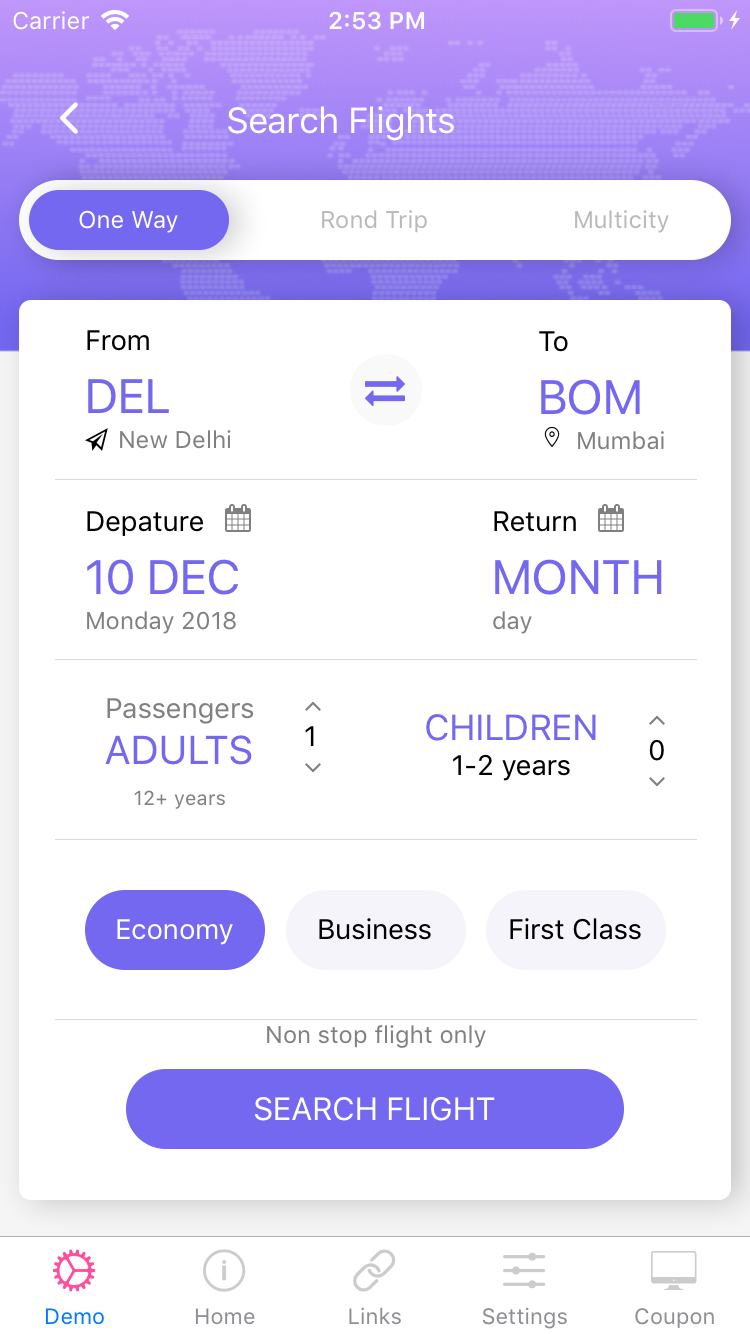 Carrier 2:53 PM
Search Flights
One Way Rond Trip Multicity
From To
DEL BOM
New Delhi Mumbai
Depature Return
10 DEC MONTH
Monday 2018 day
Passengers
ADULTS 1
12+ years
CHILDREN
1-2 years 0
Economy Business First Class
Non stop flight only
SEARCH FLIGHT
Demo Home Links Settings Coupon